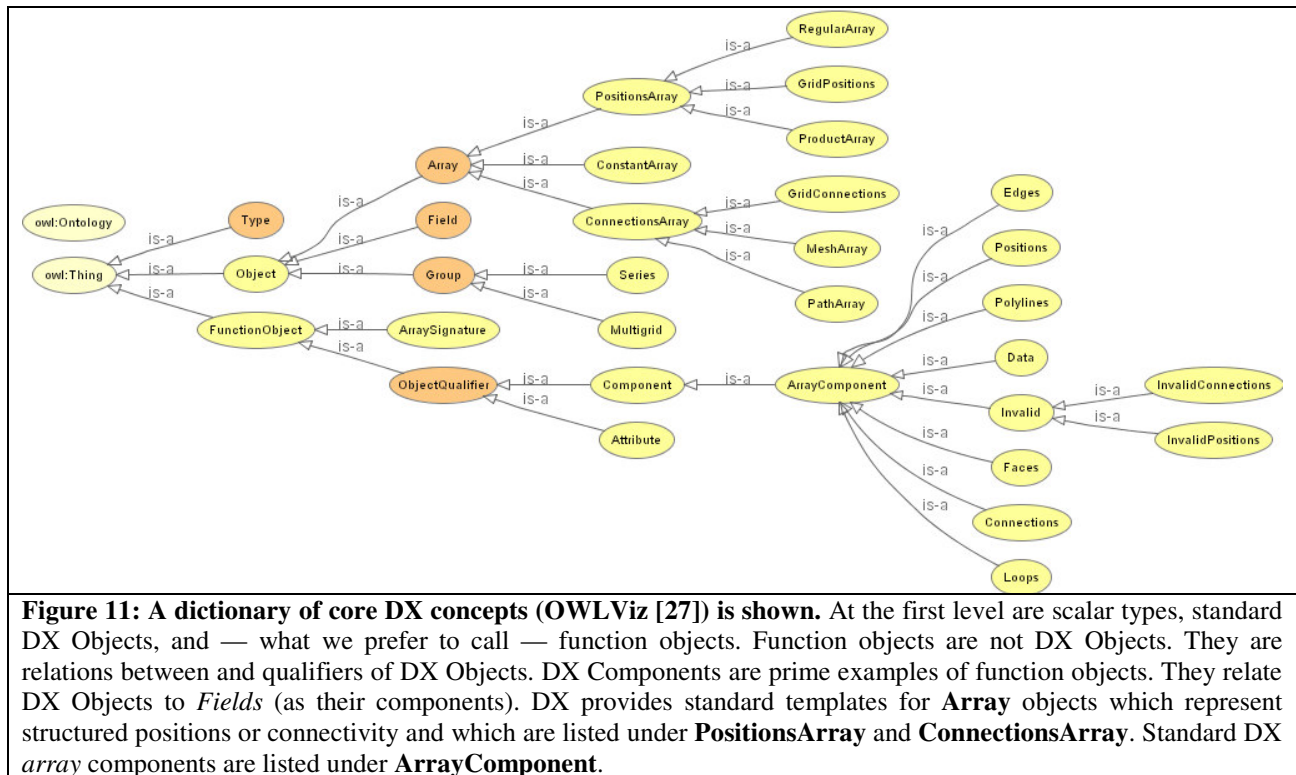 RegularArray
is-a
is-a
GridPositions
PositionsArray
is-a
is-a
ProductArray
Array
is-a
ConstantArray
Edges
is-a
GridConnections
is-a
is-a
is-a
ConnectionsArray
is-a
MeshArray
Positions
owl:Ontology
Type
Field
is-a
is-a
is-a
is-a
owl:Thing
is-a
Object
is-a
Group
is-a
Series
PathArray
Polylines
is-a
is-a
is-a
FunctionObject
is-a
ArraySignature
Multigrid
Data
is-a
is-a
ObjectQualifier
is-a
Component
is-a
ArrayComponent
InvalidConnections
is-a
is-a
Invalid
is-a
Attribute
is-a
InvalidPositions
is-a
Faces
is-a
Connections
is-a
Loops
Figure 11: A dictionary of core DX concepts (OWLViz [27]) is shown. At the first level are scalar types, standard
DX Objects, and — what we prefer to call — function objects. Function objects are not DX Objects. They are
relations between and qualifiers of DX Objects. DX Components are prime examples of function objects. They relate
DX Objects to Fields (as their components). DX provides standard templates for Array objects which represent
structured positions or connectivity and which are listed under PositionsArray and ConnectionsArray. Standard DX
array components are listed under ArrayComponent.